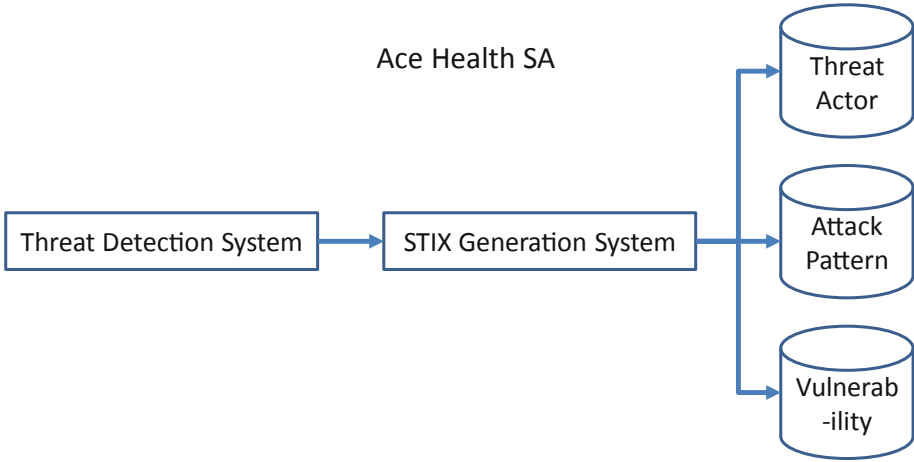 Ace Health SA
Threat
Actor
Threat Detection System
STIX Generation System
Attack
Pattern
Vulnerab
-ility